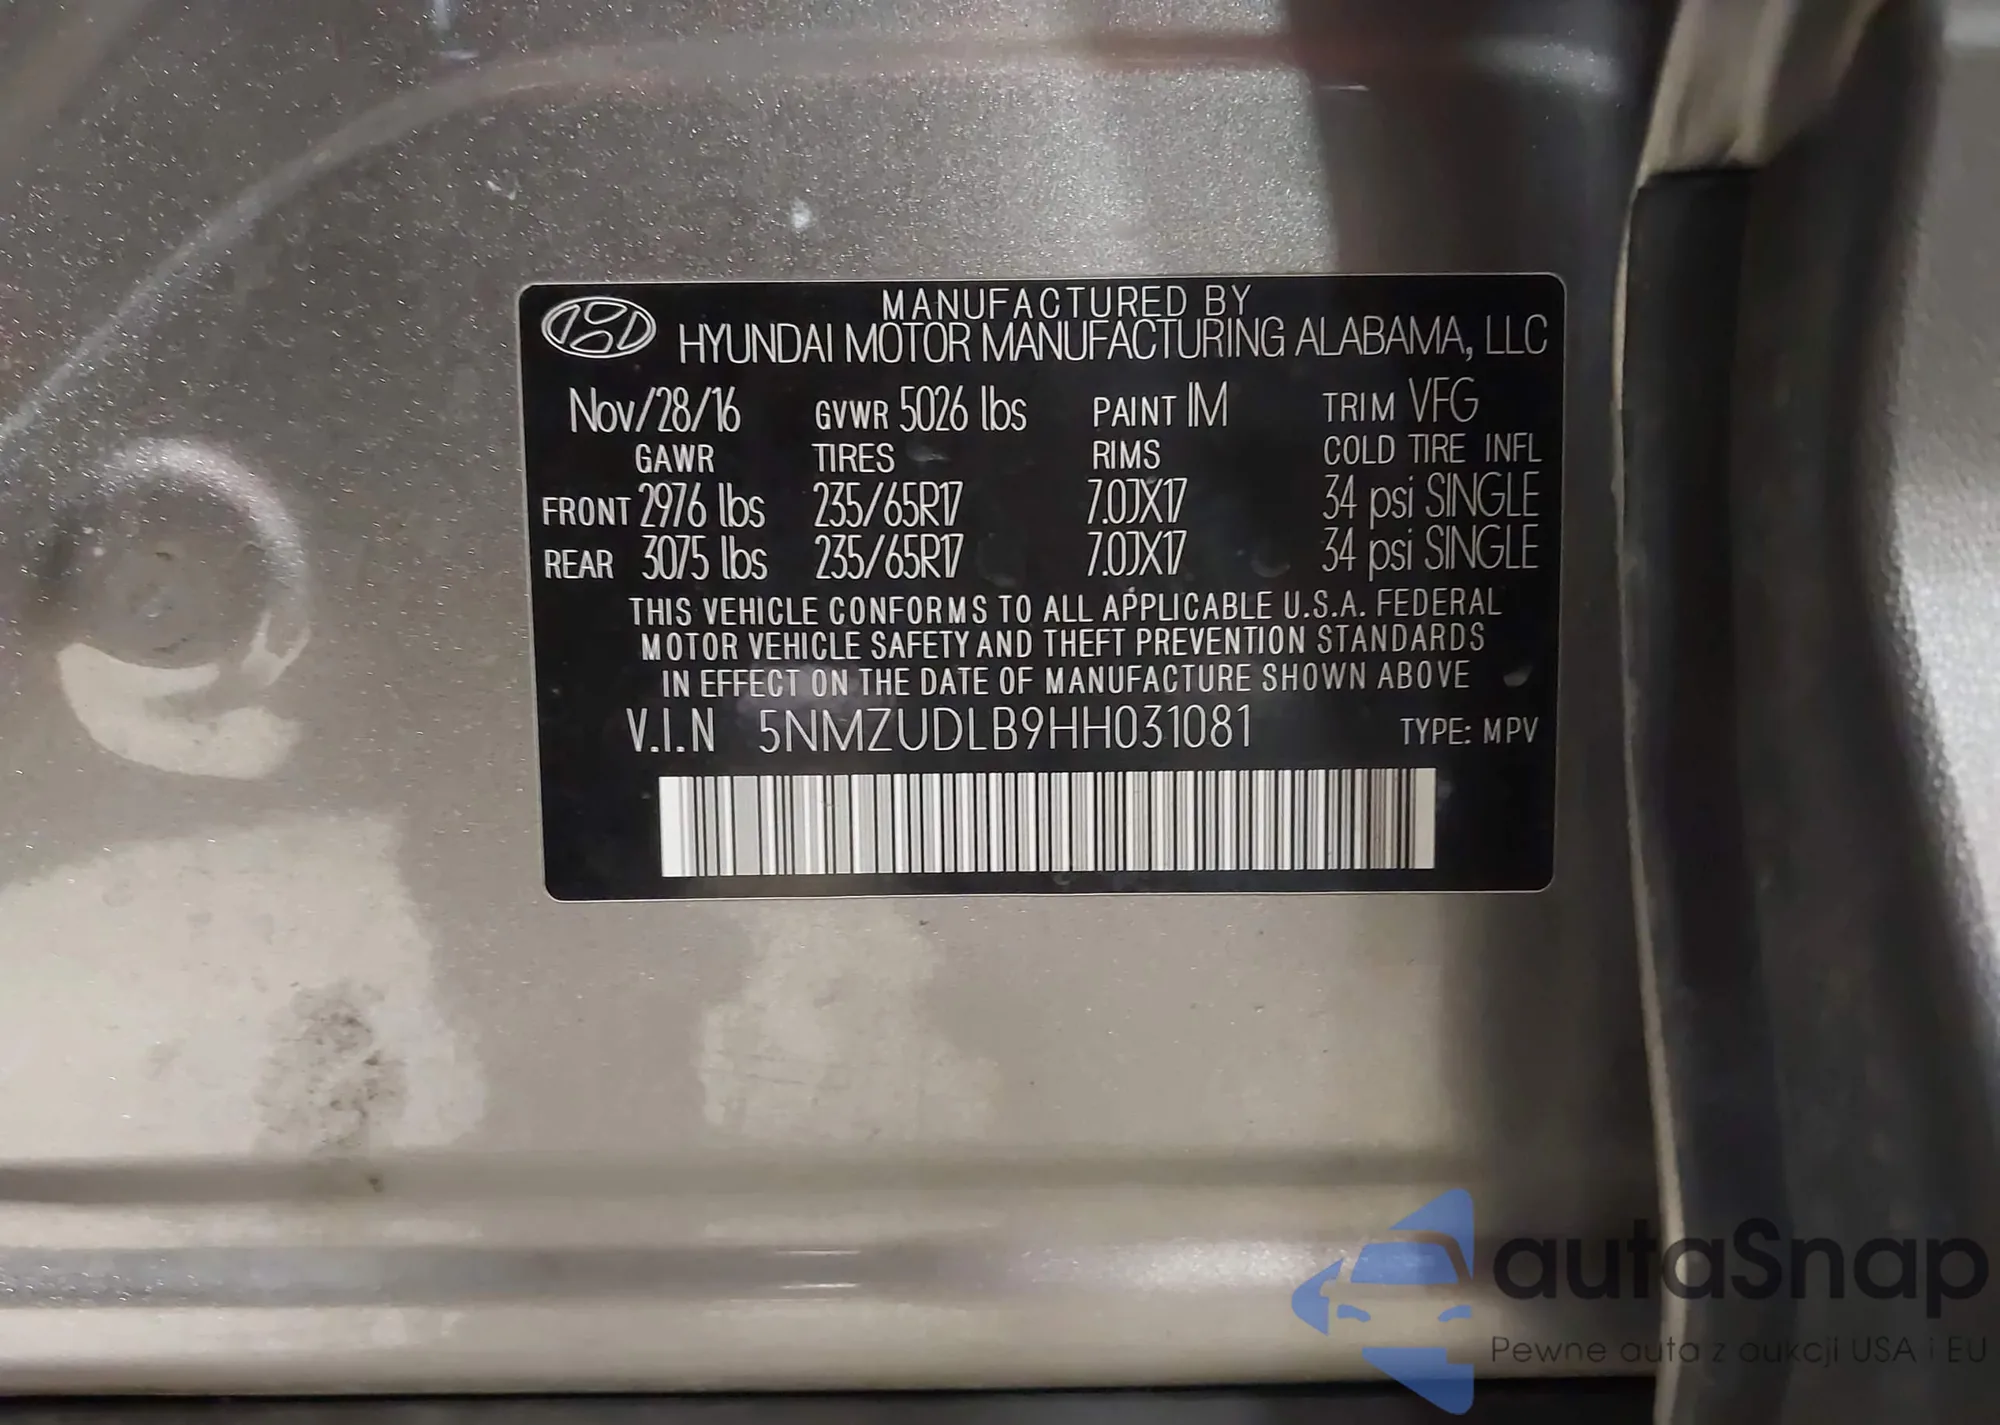 MANUFACTURED BY
HYUNDAI MOTOR MANUFACTURING ALABAMA, LLC
Nov/28/16 GVWR 5026 lbs PAINT IM TRIM VFG
GAWR TIRES RIMS COLD TIRE INFL
FRONT 2976 lbs 235/65R17 7.0JX17 34 psi SINGLE
REAR 3075 lbs 235/65R17 7.0JX17 34 psi SINGLE
THIS VEHICLE CONFORMS TO ALL APPLICABLE U.S.A. FEDERAL
MOTOR VEHICLE SAFETY AND THEFT PREVENTION STANDARDS
IN EFFECT ON THE DATE OF MANUFACTURE SHOWN ABOVE
V.I.N 5NMZUDLB9HH031081 TYPE: MPV
autaSnap
Pewne auta z aukcji USA i EU